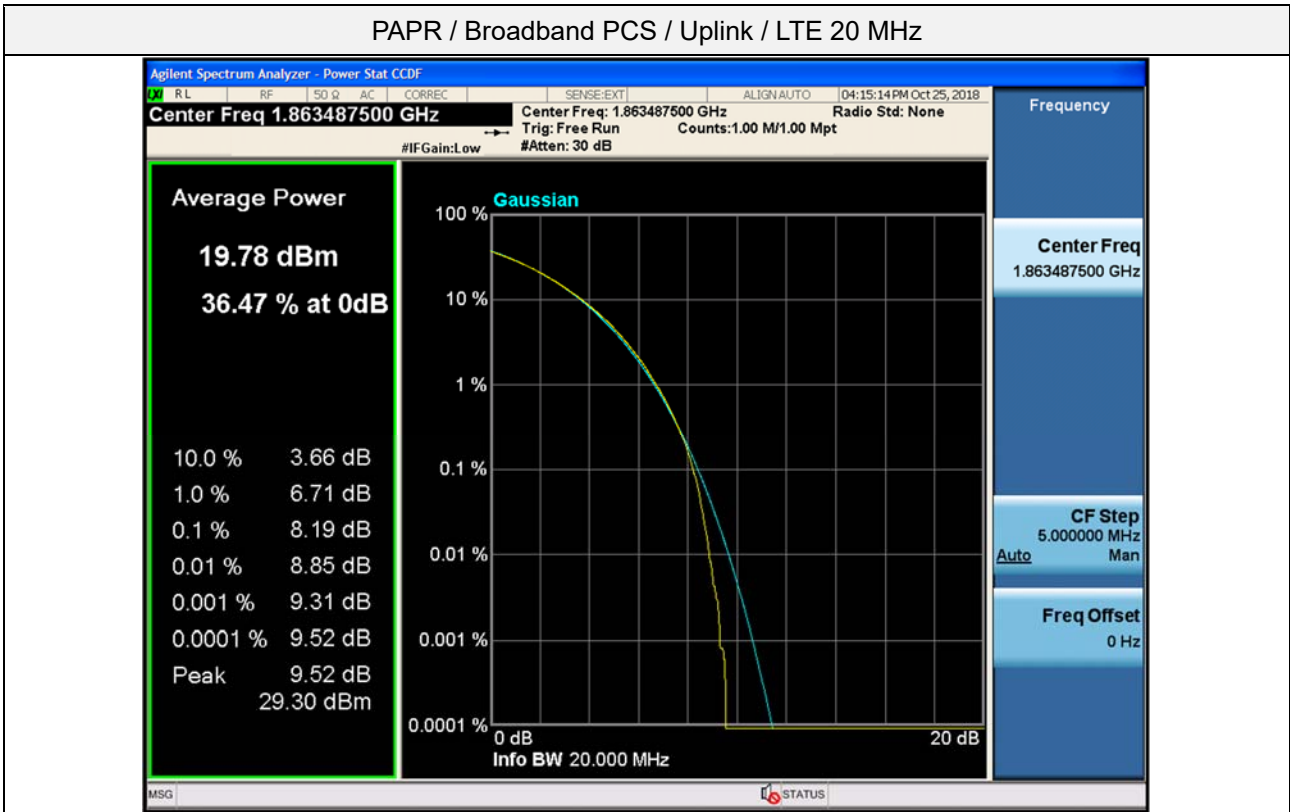 PAPR / Broadband PCS / Uplink / LTE 20 MHz
Agilent Spectrum Analyzer - Power Stat CCDF
LXI RL RF 50 Ω AC CORREC SENSE:EXT ALIGN AUTO 04:15:14 PM Oct 25, 2018
Center Freq 1.863487500 GHz
Center Freq: 1.863487500 GHz Radio Std: None
Trig: Free Run Counts:1.00 M/1.00 Mpt
#IFGain:Low #Atten: 30 dB
Frequency
Average Power
19.78 dBm
36.47 % at 0dB
10.0 % 3.66 dB
1.0 % 6.71 dB
0.1 % 8.19 dB
0.01 % 8.85 dB
0.001 % 9.31 dB
0.0001 % 9.52 dB
Peak 9.52 dB
29.30 dBm
Gaussian
100 %
10 %
1 %
0.1 %
0.01 %
0.001 %
0.0001 %
0 dB 20 dB
Info BW 20.000 MHz
Center Freq
1.863487500 GHz
CF Step
5.000000 MHz
Auto Man
Freq Offset
0 Hz
MSG STATUS